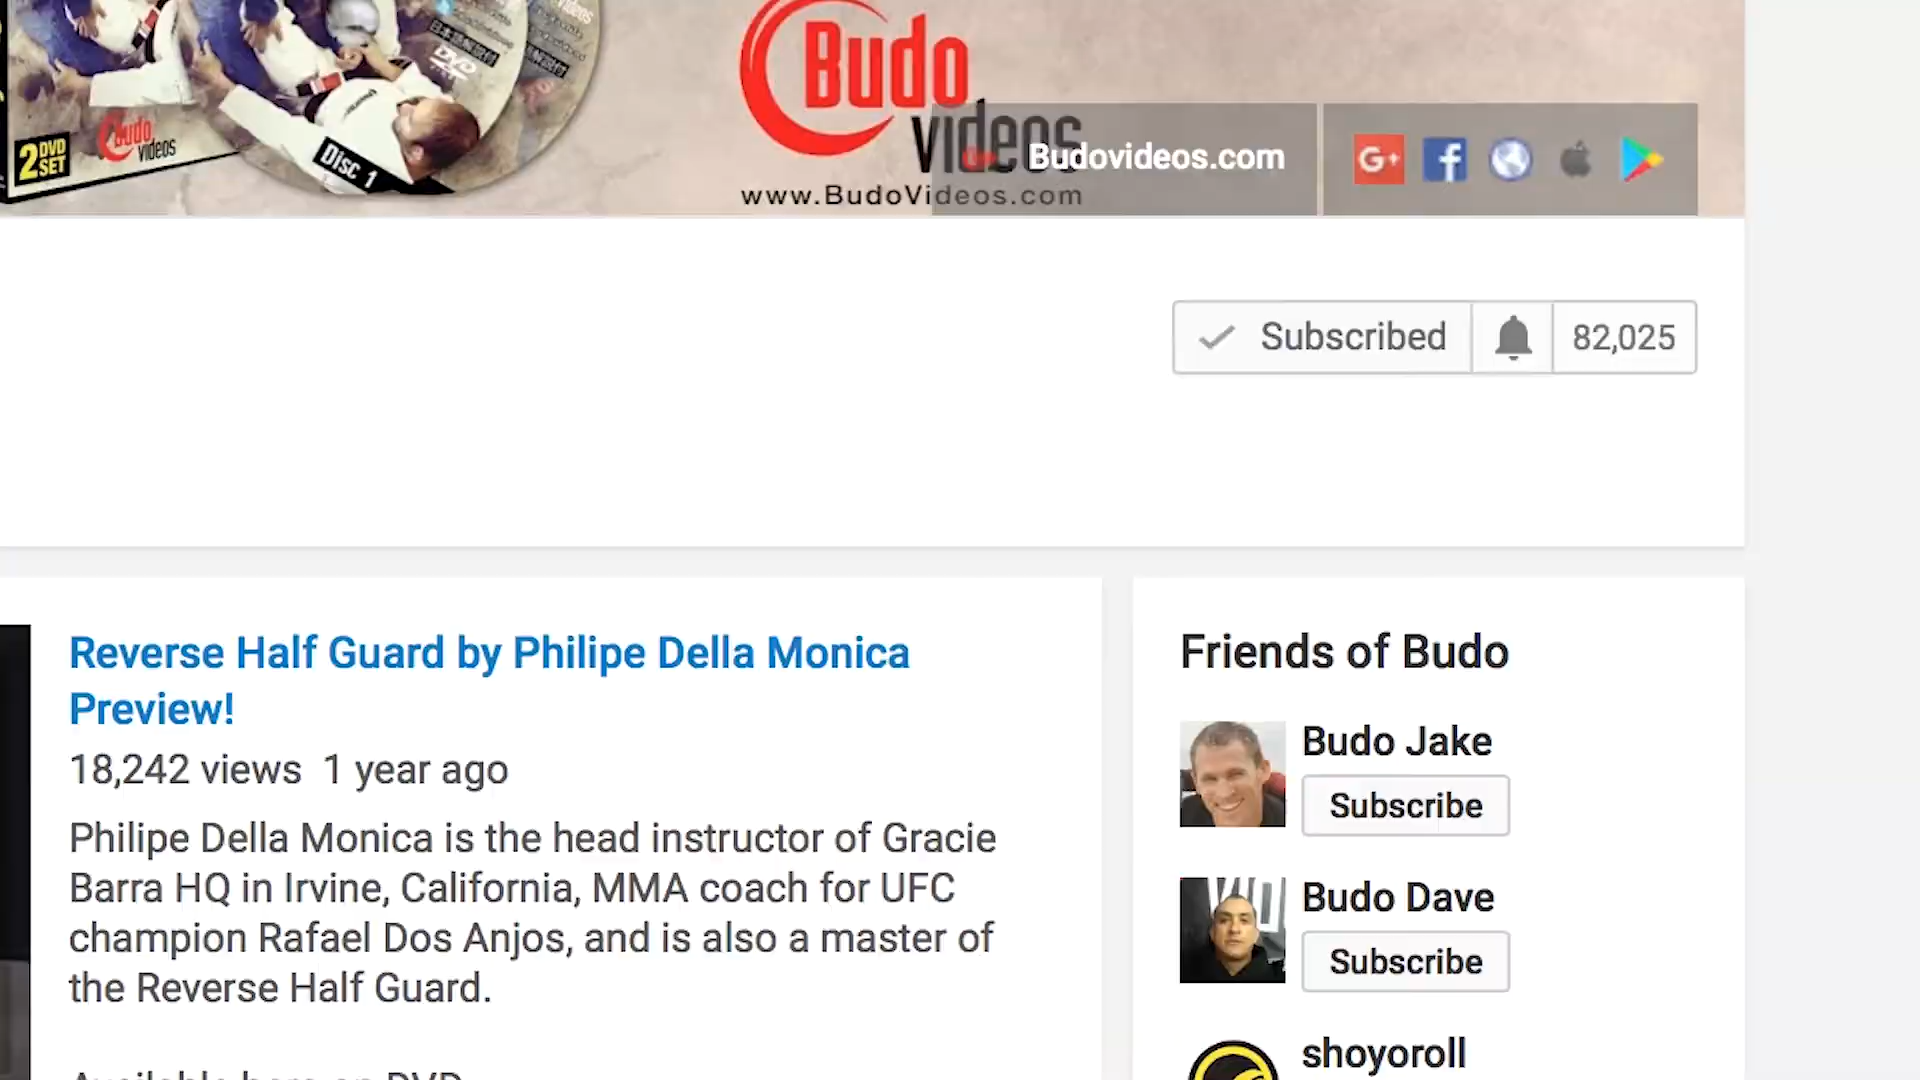 Budo
videos
www.BudoVideos.com
Budovideos.com
G+
2 DVD SET
Budo
videos
Disc 1
DVD
Subscribed
82,025
Reverse Half Guard by Philipe Della Monica
Preview!
18,242 views 1 year ago
Philipe Della Monica is the head instructor of Gracie
Barra HQ in Irvine, California, MMA coach for UFC
champion Rafael Dos Anjos, and is also a master of
the Reverse Half Guard.
Friends of Budo
Budo Jake
Subscribe
Budo Dave
Subscribe
shoyoroll